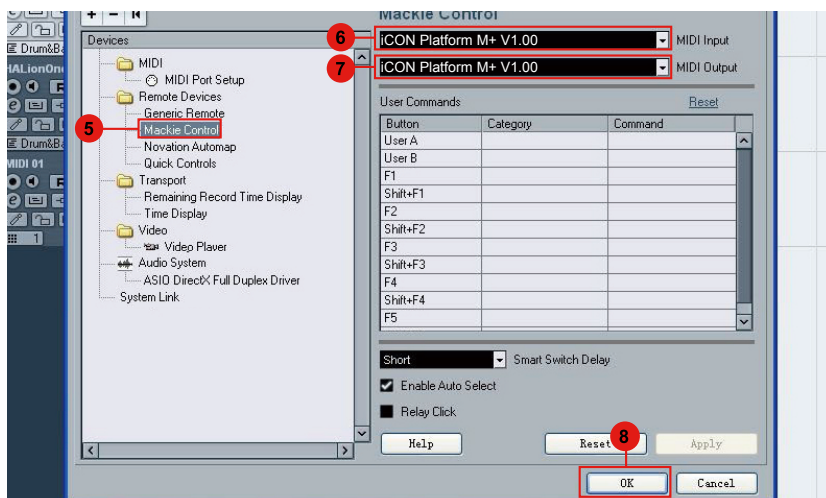 Mackie Control
Devices
MIDI
MIDI Port Setup
Remote Devices
Generic Remote
Mackie Control
Novation Automap
Quick Controls
Transport
Remaining Record Time Display
Time Display
Video
Video Player
Audio System
ASIO DirectX Full Duplex Driver
System Link
5
6
iCON Platform M+ V1.00
MIDI Input
7
iCON Platform M+ V1.00
MIDI Output
User Commands
Reset
Button Category Command
User A
User B
F1
Shift+F1
F2
Shift+F2
F3
Shift+F3
F4
Shift+F4
F5
Short
Smart Switch Delay
Enable Auto Select
Relay Click
Help
Reset
Apply
8
OK
Cancel
Drum&Ba
HALionOne
Drum&Ba
MIDI 01
1